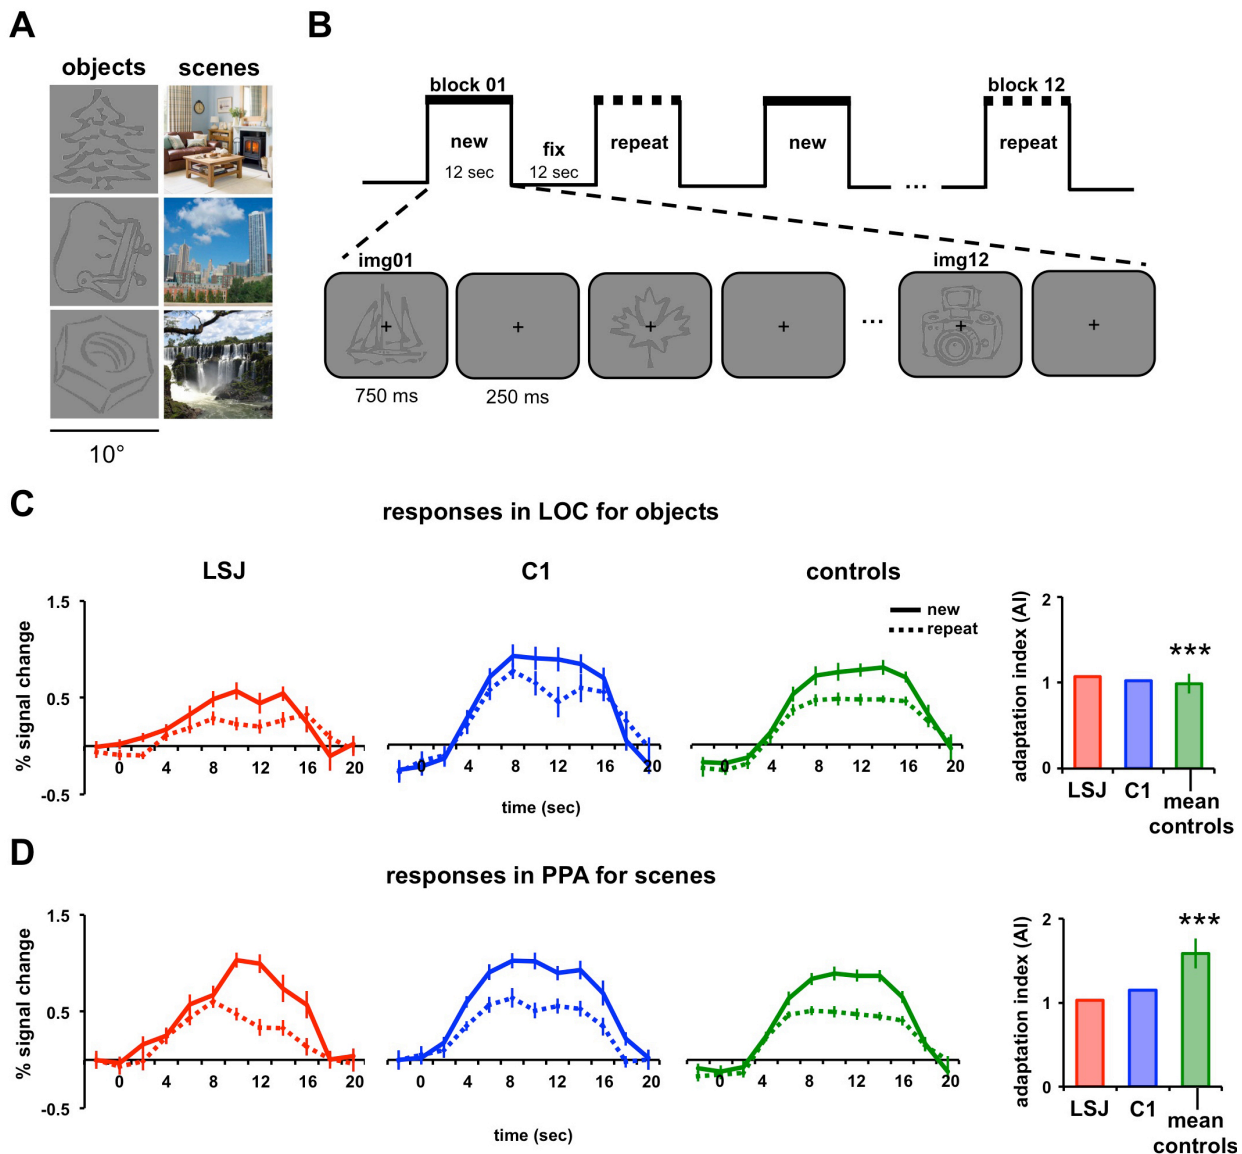 A
B
objects scenes
10°
block 01
block 12
new
12 sec
fix
12 sec
repeat
new
...
repeat
img01
img12
...
750 ms
250 ms
C
responses in LOC for objects
LSJ
C1
controls
new
repeat
% signal change
1.5
0.5
-0.5
0 4 8 12 16 20
0 4 8 12 16 20
0 4 8 12 16 20
time (sec)
adaptation index (AI)
2
1
0
***
LSJ C1 mean
controls
D
responses in PPA for scenes
% signal change
1.5
0.5
-0.5
0 4 8 12 16 20
0 4 8 12 16 20
0 4 8 12 16 20
time (sec)
adaptation index (AI)
2
1
0
***
LSJ C1 mean
controls